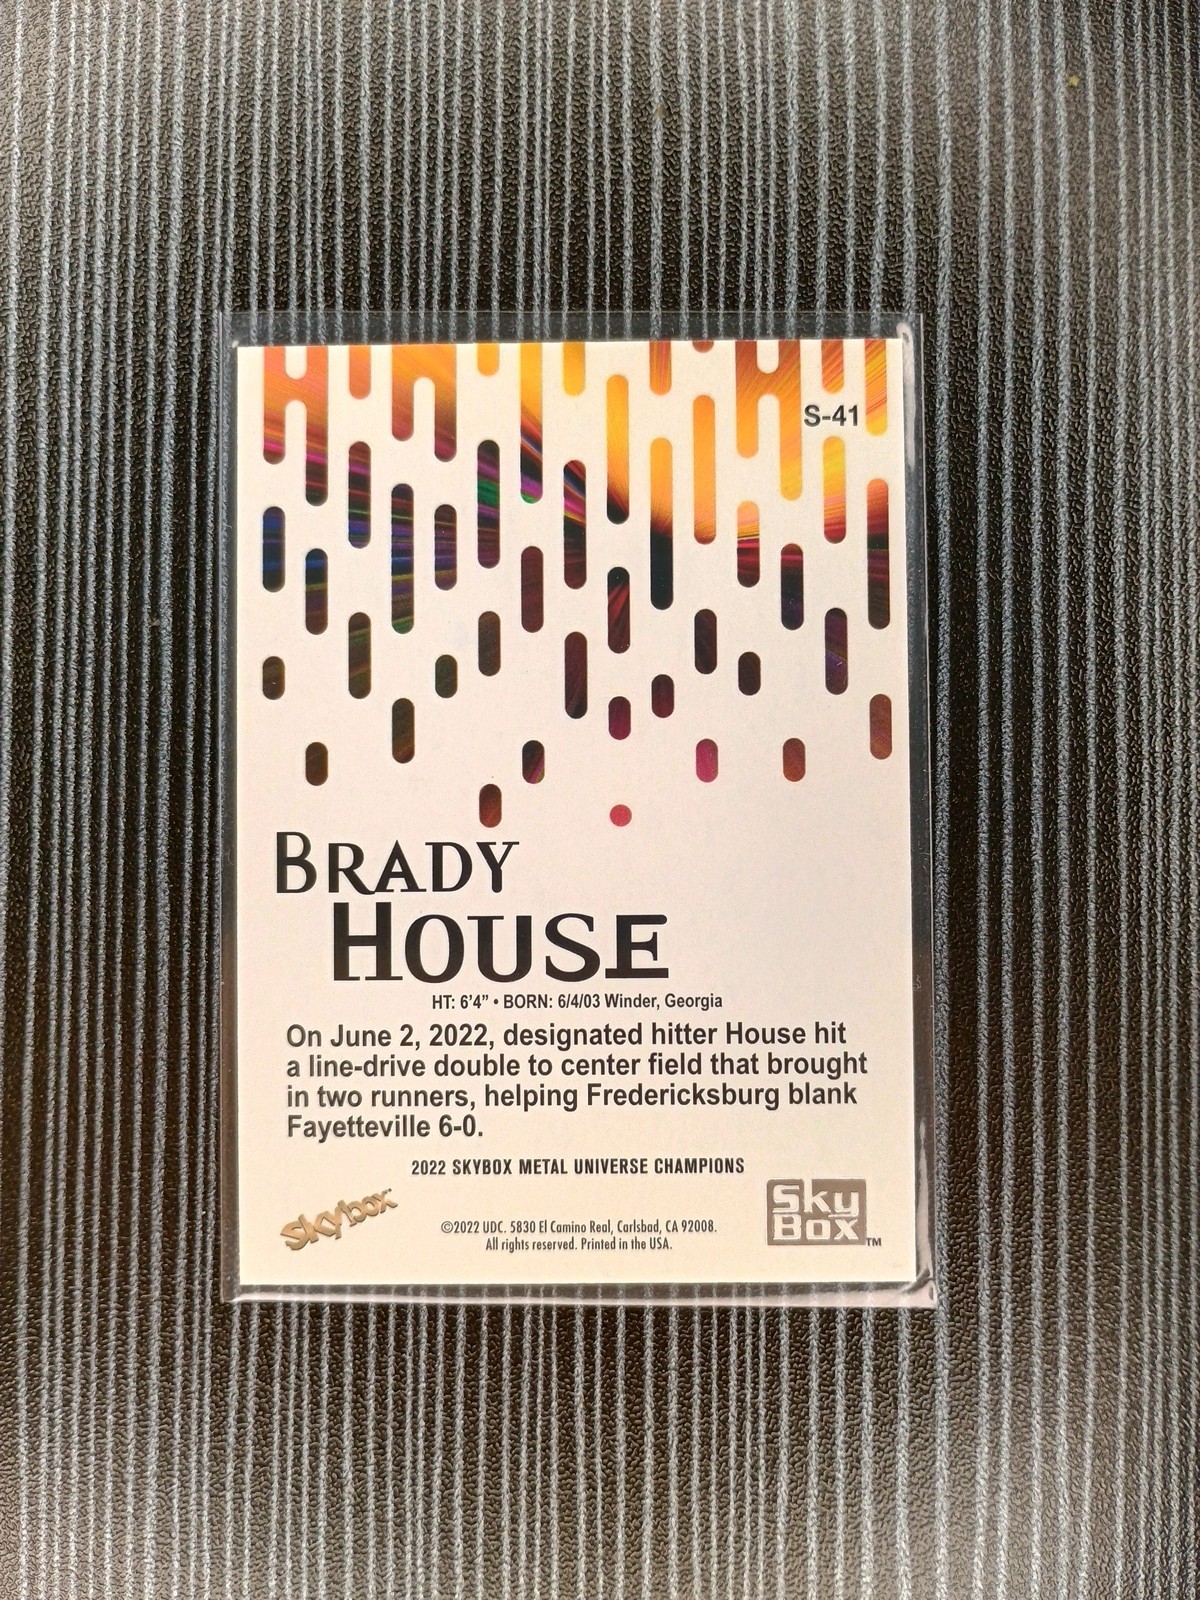 S-41
BRADY
HOUSE
HT: 6'4" • BORN: 6/4/03 Winder, Georgia
On June 2, 2022, designated hitter House hit
a line-drive double to center field that brought
in two runners, helping Fredericksburg blank
Fayetteville 6-0.
2022 SKYBOX METAL UNIVERSE CHAMPIONS
Skybox
©2022 UDC. 5830 El Camino Real, Carlsbad, CA 92008.
All rights reserved. Printed in the USA.
Sky
Box™